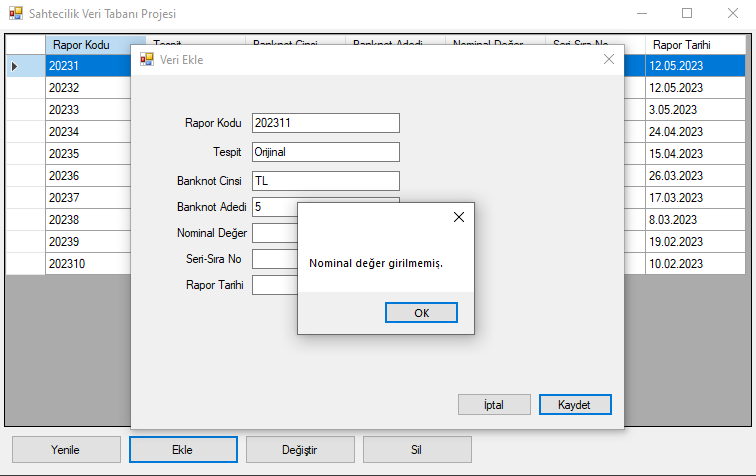 Sahtecilik Veri Tabanı Projesi
Rapor Kodu Tespit Banknot Cinsi Banknot Adedi Nominal Değer Seri-Sıra No Rapor Tarihi
20231 12.05.2023
20232 12.05.2023
20233 3.05.2023
20234 24.04.2023
20235 15.04.2023
20236 26.03.2023
20237 17.03.2023
20238 8.03.2023
20239 19.02.2023
202310 10.02.2023
Veri Ekle
Rapor Kodu 202311
Tespit Orijinal
Banknot Cinsi TL
Banknot Adedi 5
Nominal Değer
Seri-Sıra No
Rapor Tarihi
Nominal değer girilmemiş.
OK
İptal Kaydet
Yenile Ekle Değiştir Sil